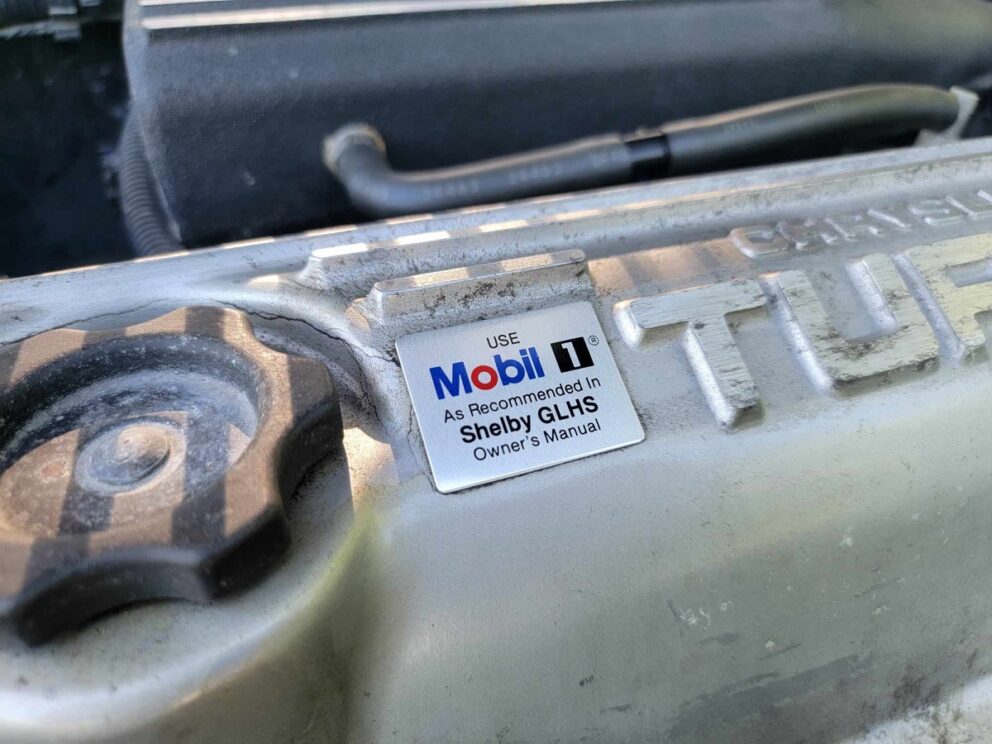 USE
Mobil 1®
As Recommended In
Shelby GLHS
Owner's Manual